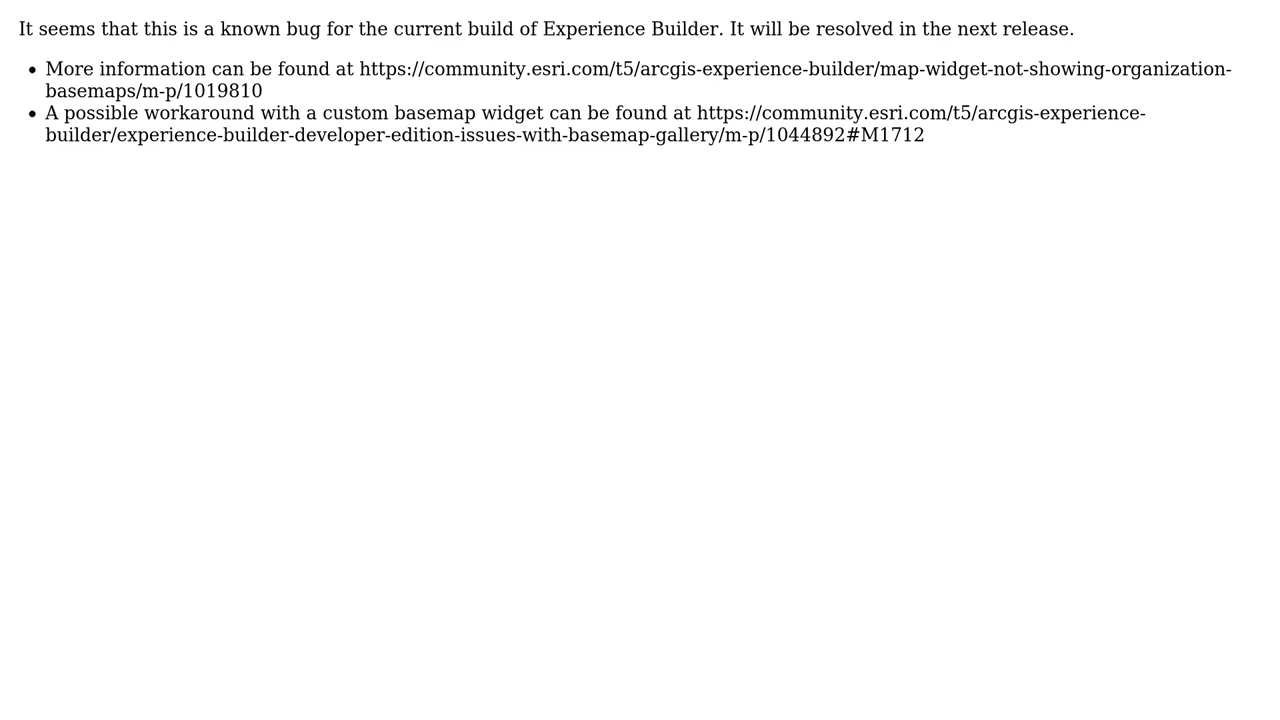 It seems that this is a known bug for the current build of Experience Builder. It will be resolved in the next release.
• More information can be found at https://community.esri.com/t5/arcgis-experience-builder/map-widget-not-showing-organization-
basemaps/m-p/1019810
• A possible workaround with a custom basemap widget can be found at https://community.esri.com/t5/arcgis-experience-
builder/experience-builder-developer-edition-issues-with-basemap-gallery/m-p/1044892#M1712